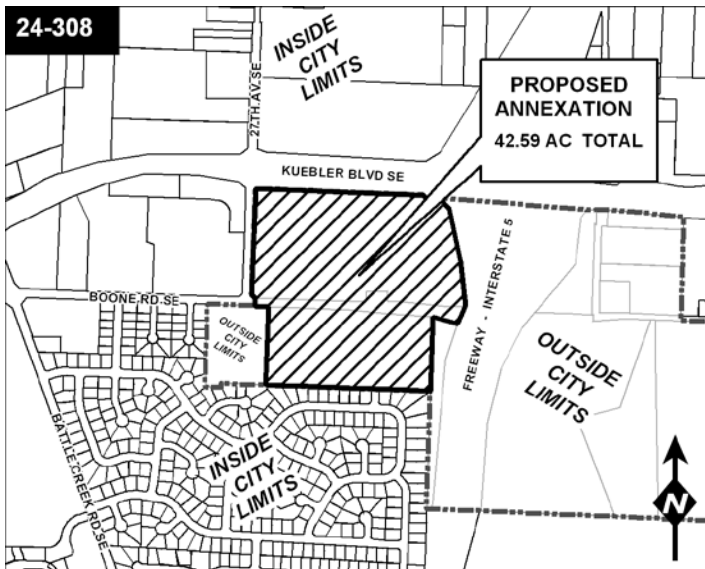 24-308
INSIDE
CITY
LIMITS
27TH AV SE
PROPOSED
ANNEXATION
42.59 AC TOTAL
KUEBLER BLVD SE
FREEWAY - INTERSTATE 5
BOONE RD SE
OUTSIDE
CITY
LIMITS
OUTSIDE
CITY
LIMITS
BATTLE CREEK RD SE
INSIDE
CITY
LIMITS
N